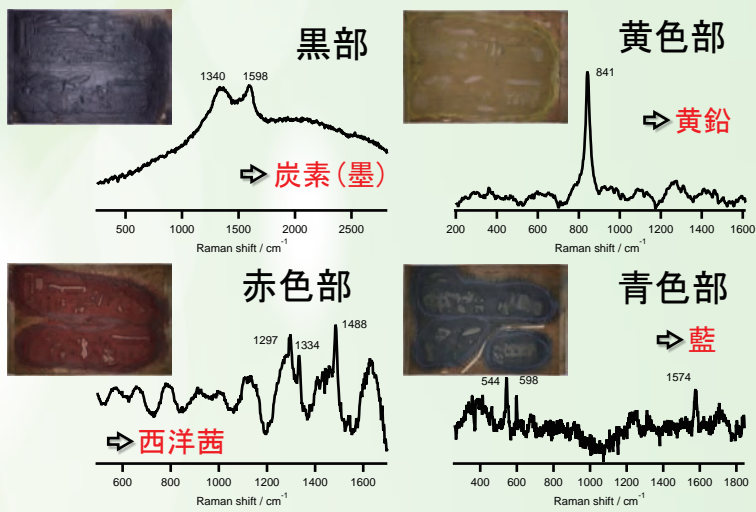 黒部
1340
1598
⇨ 炭素（墨）
500 1000 1500 2000 2500
Raman shift / cm-1
黄色部
841
⇨ 黄鉛
200 400 600 800 1000 1200 1400 1600
Raman shift / cm-1
赤色部
1297
1334
1488
⇨ 西洋茜
600 800 1000 1200 1400 1600
Raman shift / cm-1
青色部
⇨ 藍
544
598
1574
400 600 800 1000 1200 1400 1600 1800
Raman shift / cm-1